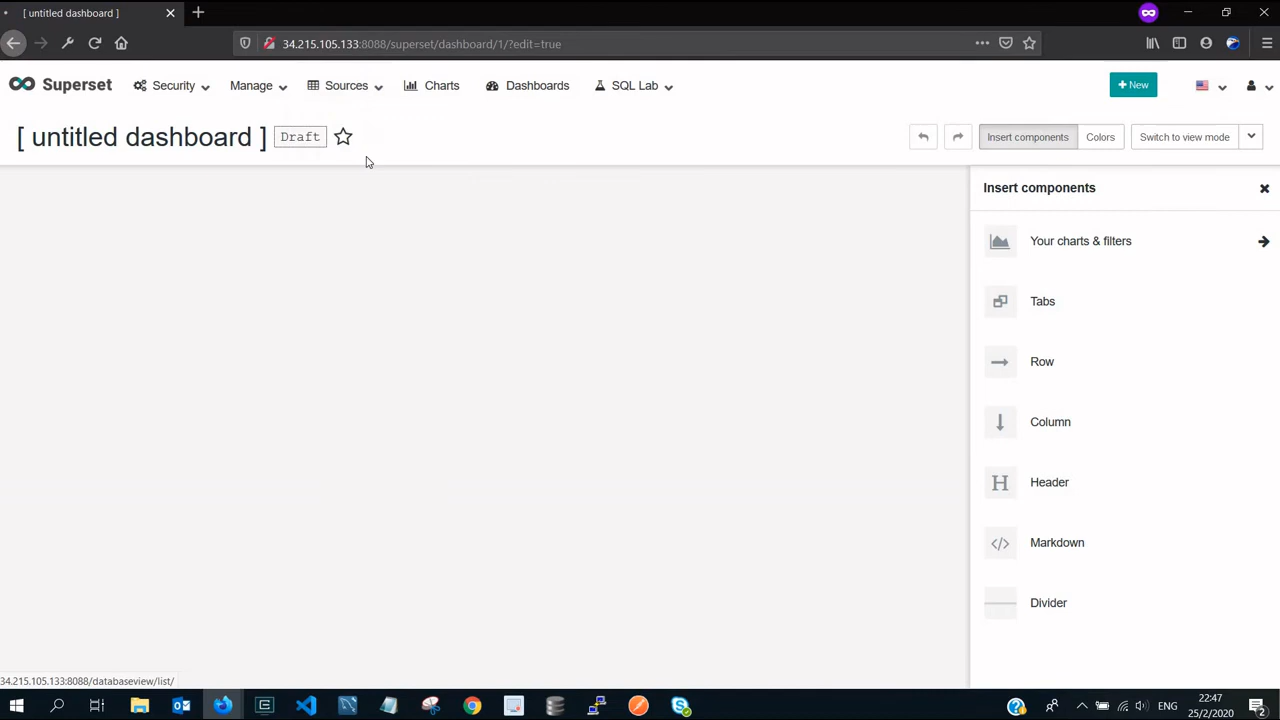 [ untitled dashboard ]
34.215.105.133:8088/superset/dashboard/1/?edit=true
Superset
Security
Manage
Sources
Charts
Dashboards
SQL Lab
+ New
[ untitled dashboard ]
Draft
Insert components
Colors
Switch to view mode
Insert components
Your charts & filters
Tabs
Row
Column
H
Header
</>
Markdown
Divider
34.215.105.133:8088/databaseview/list/
ENG
22:47
25/2/2020
2